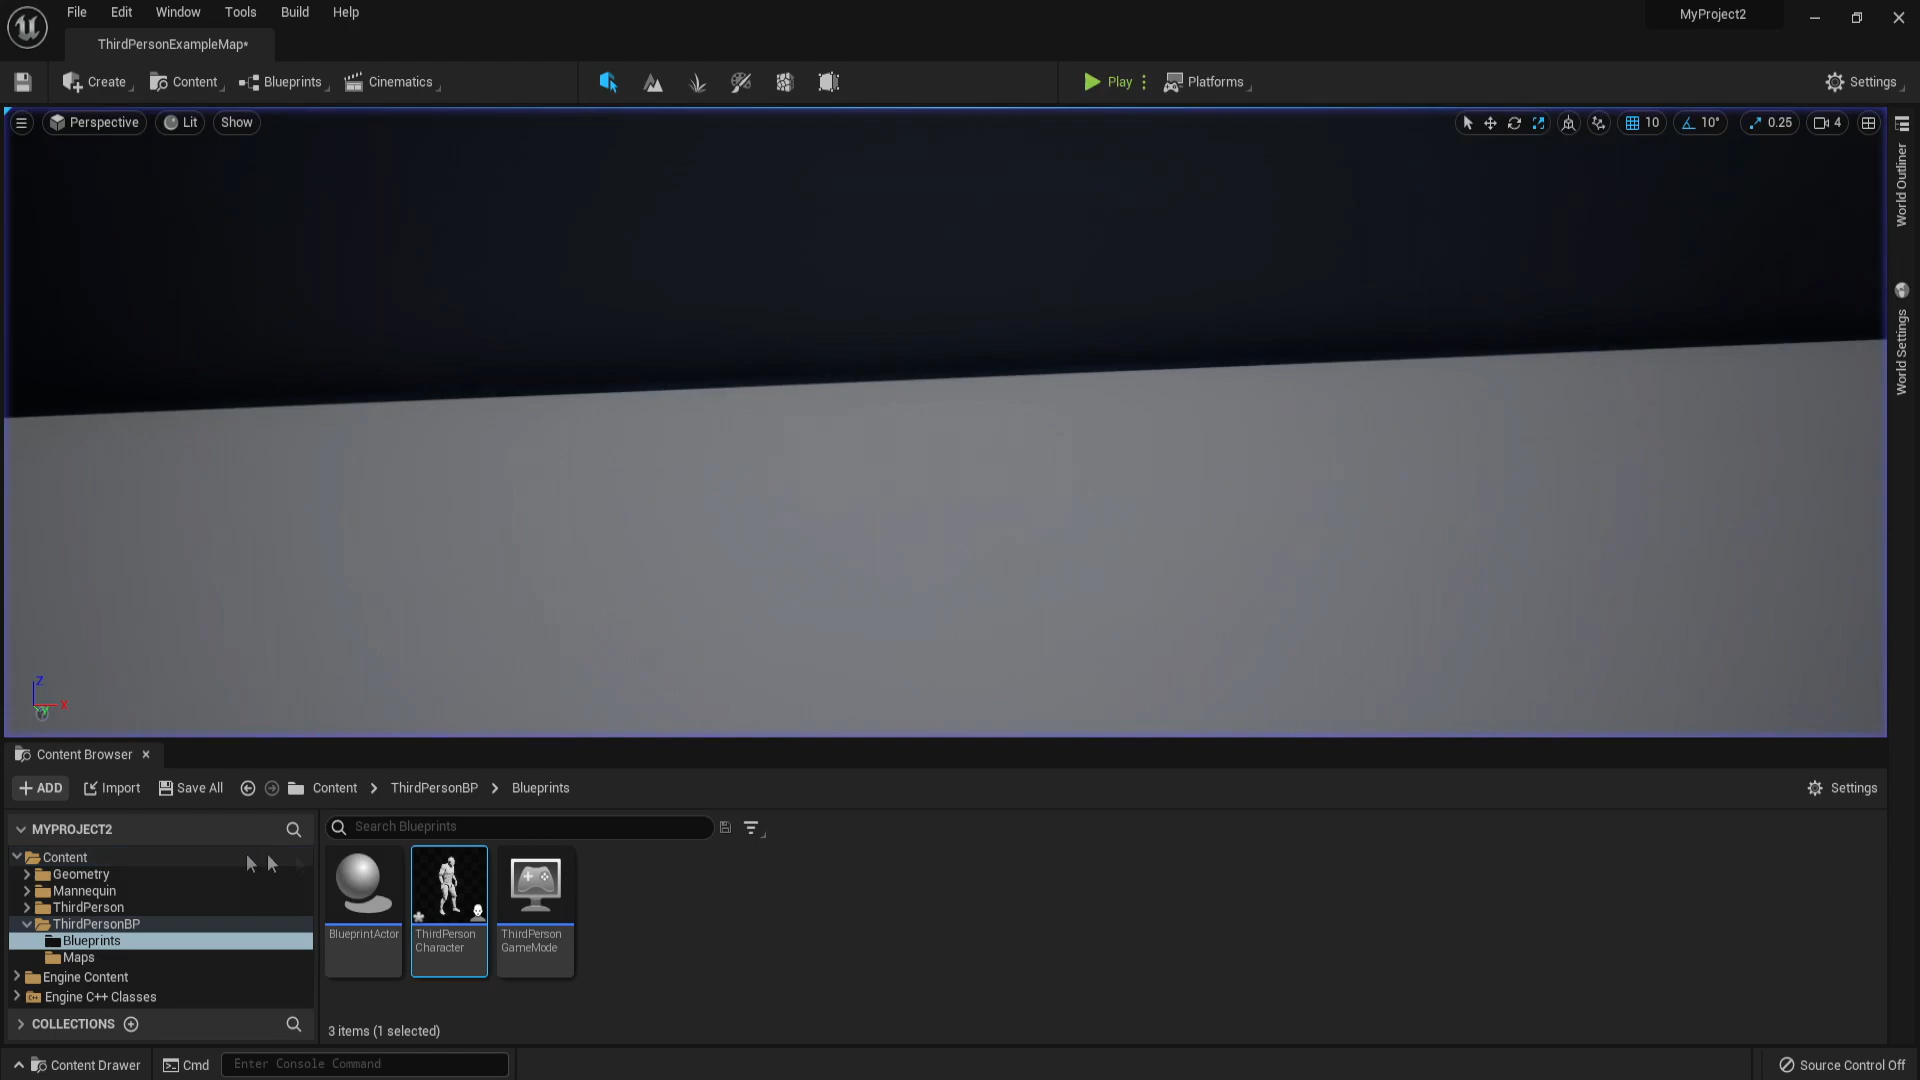 File Edit Window Tools Build Help
MyProject2
ThirdPersonExampleMap*
Create Content Blueprints Cinematics Play Platforms Settings
Perspective Lit Show 10 10° 0.25 4
World Outliner
World Settings
Z
X
Y
Content Browser
ADD Import Save All Content ThirdPersonBP Blueprints Settings
MYPROJECT2
Search Blueprints
Content
Geometry
Mannequin
ThirdPerson
ThirdPersonBP
Blueprints
Maps
Engine Content
Engine C++ Classes
COLLECTIONS
BlueprintActor
ThirdPerson
Character
ThirdPerson
GameMode
3 items (1 selected)
Content Drawer Cmd Enter Console Command Source Control Off